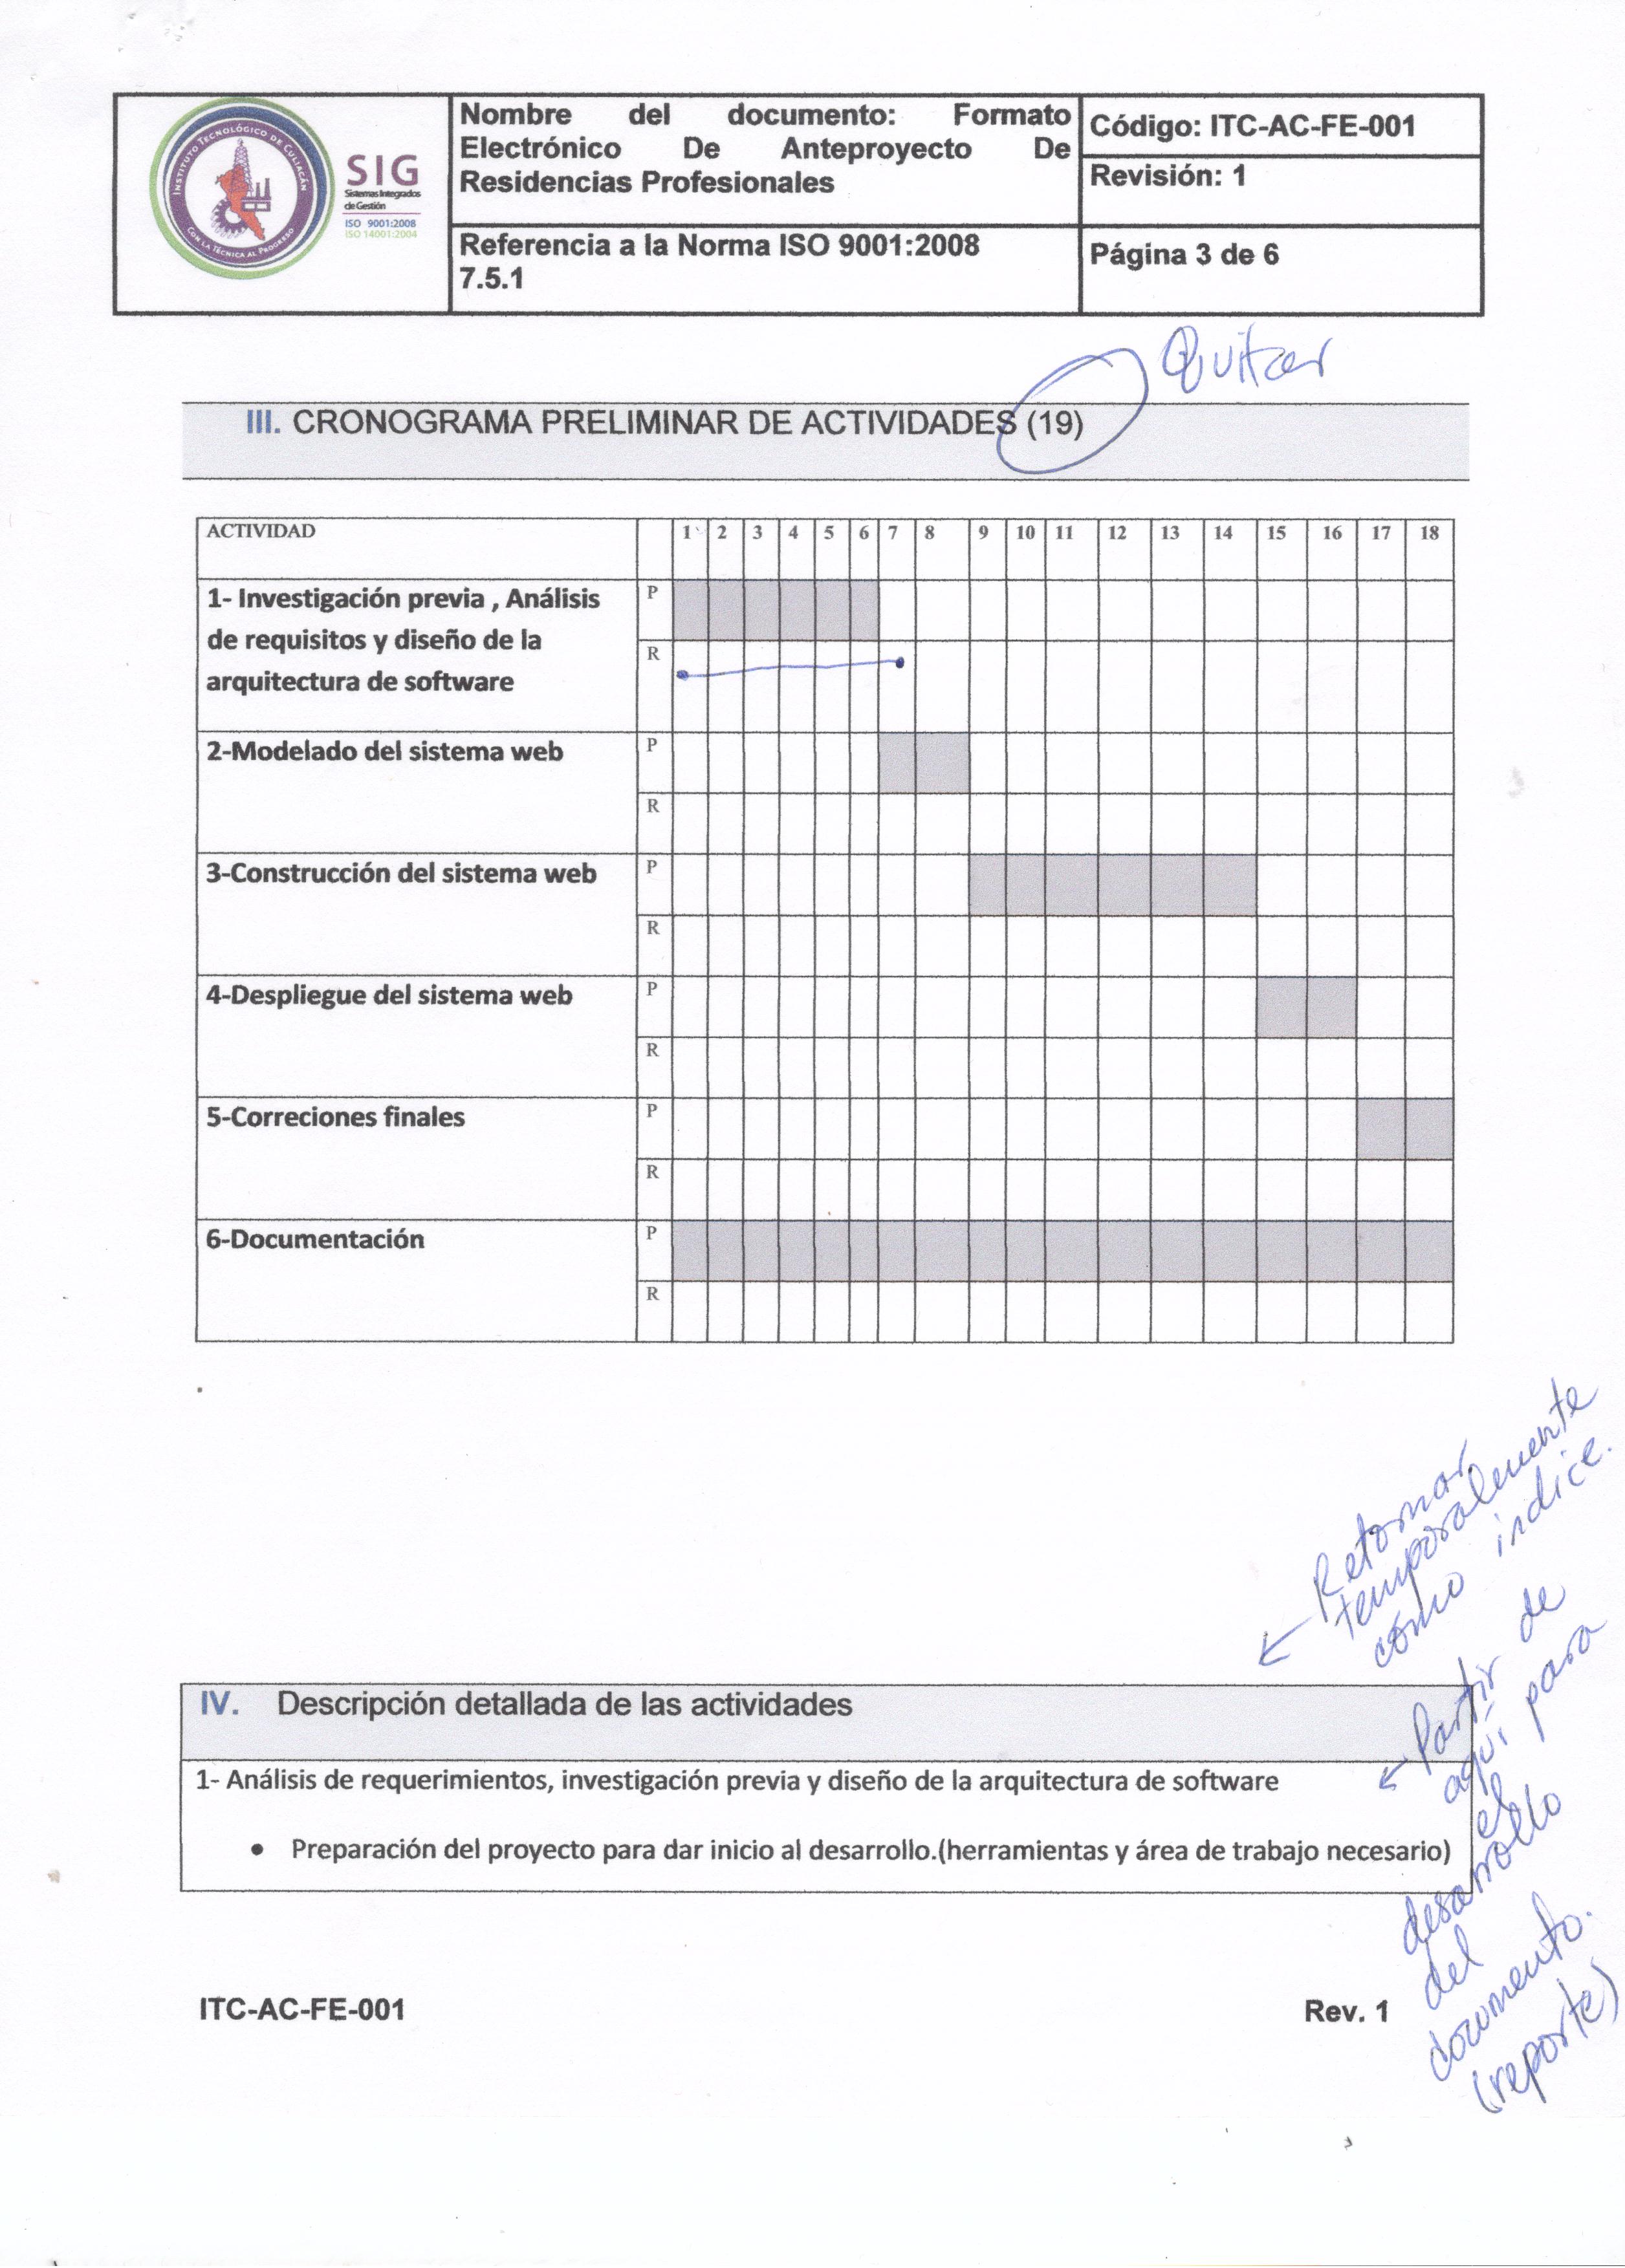 INSTITUTO TECNOLÓGICO DE CULIACÁN
CON LA TÉCNICA AL PROGRESO
SIG
Sistemas Integrados
de Gestión
ISO 9001:2008
ISO 14001:2004
Nombre del documento: Formato
Electrónico De Anteproyecto De
Residencias Profesionales
Código: ITC-AC-FE-001
Revisión: 1
Referencia a la Norma ISO 9001:2008
7.5.1
Página 3 de 6
Quitar
III. CRONOGRAMA PRELIMINAR DE ACTIVIDADES (19)
ACTIVIDAD 1 2 3 4 5 6 7 8 9 10 11 12 13 14 15 16 17 18
1- Investigación previa , Análisis
de requisitos y diseño de la
arquitectura de software
P
R
2-Modelado del sistema web
P
R
3-Construcción del sistema web
P
R
4-Despliegue del sistema web
P
R
5-Correciones finales
P
R
6-Documentación
P
R
Retomar
temporalmente
como indice.
IV. Descripción detallada de las actividades
1- Análisis de requerimientos, investigación previa y diseño de la arquitectura de software
• Preparación del proyecto para dar inicio al desarrollo.(herramientas y área de trabajo necesario)
Partir de
aquí para
el
desarrollo
del
documento.
(reporte)
ITC-AC-FE-001
Rev. 1